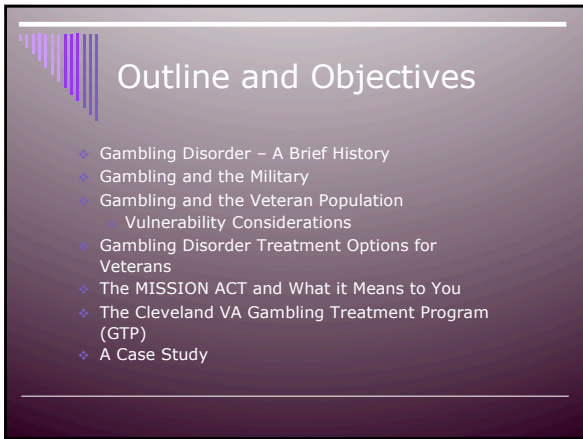 Outline and Objectives
Gambling Disorder – A Brief History
Gambling and the Military
Gambling and the Veteran Population
Vulnerability Considerations
Gambling Disorder Treatment Options for
Veterans
The MISSION ACT and What it Means to You
The Cleveland VA Gambling Treatment Program
(GTP)
A Case Study